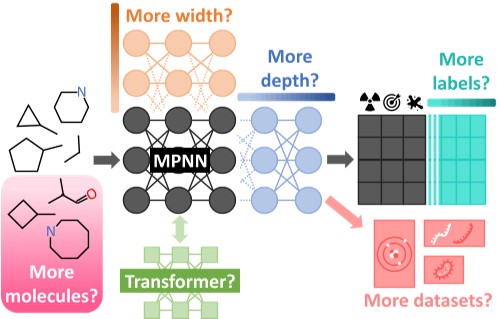 More width?
More
depth?
More
labels?
N
MPNN
O
N
More
molecules?
Transformer?
More datasets?